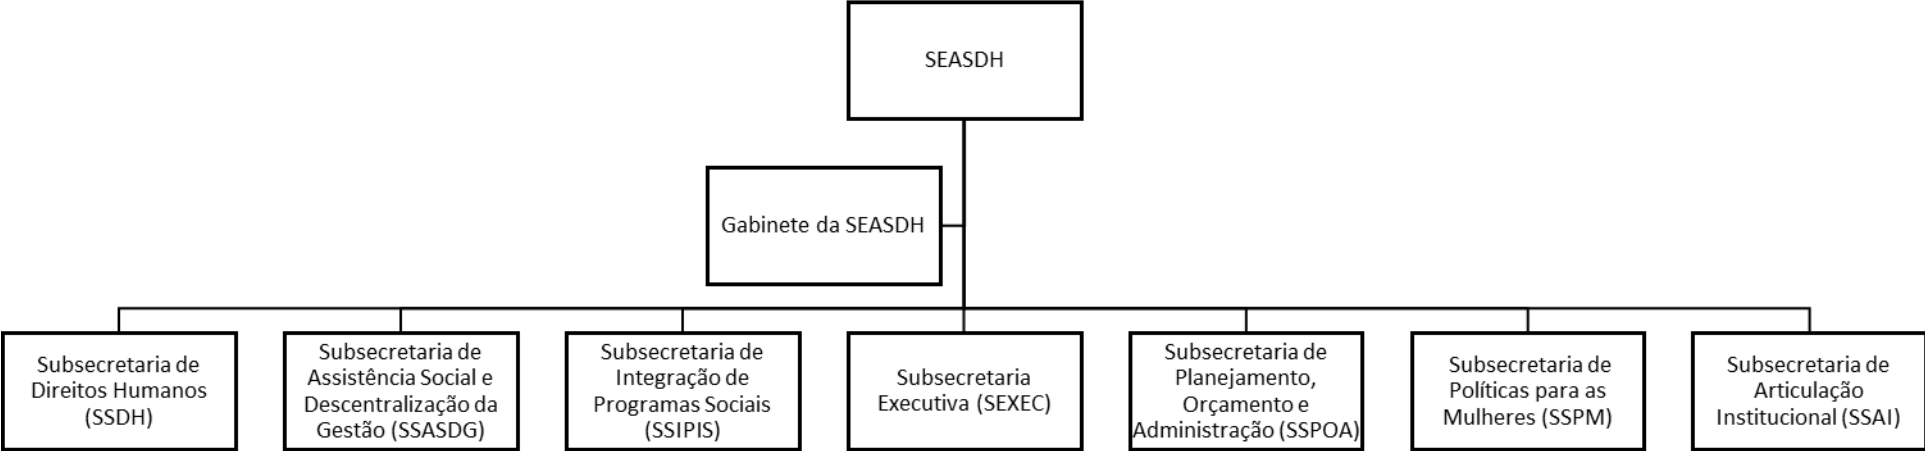 SEASDH
Gabinete da SEASDH
Subsecretaria de
Direitos Humanos
(SSDH)
Subsecretaria de
Assistência Social e
Descentralização da
Gestão (SSASDG)
Subsecretaria de
Integração de
Programas Sociais
(SSIPIS)
Subsecretaria
Executiva (SEXEC)
Subsecretaria de
Planejamento,
Orçamento e
Administração (SSPOA)
Subsecretaria de
Políticas para as
Mulheres (SSPM)
Subsecretaria de
Articulação
Institucional (SSAI)